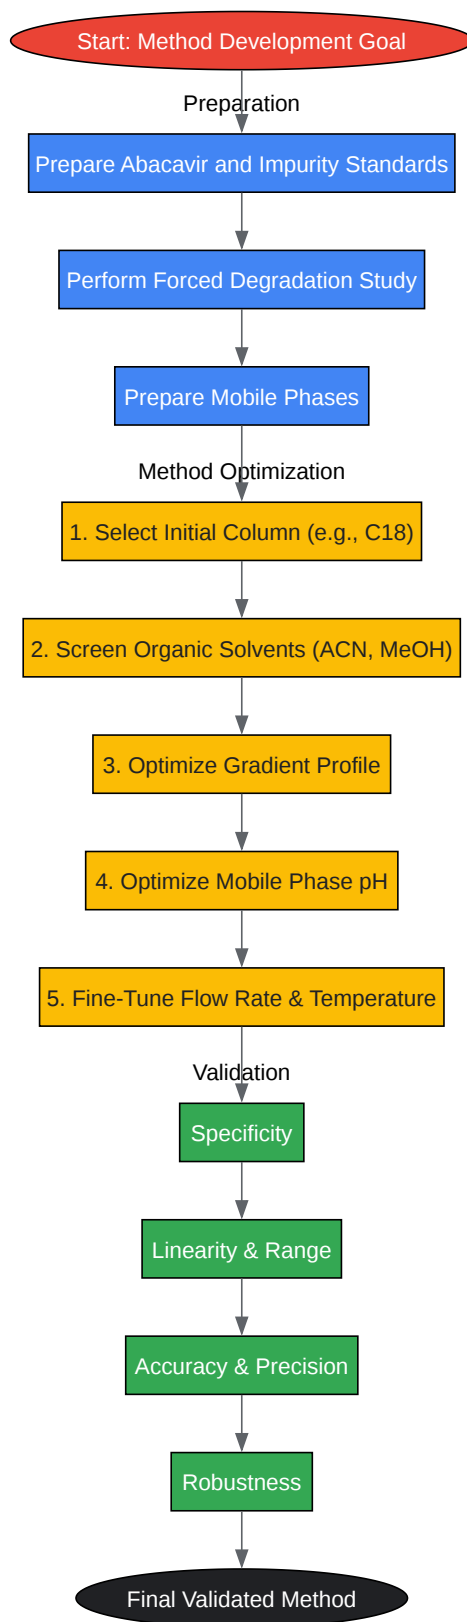 Start: Method Development Goal
Preparation
Prepare Abacavir and Impurity Standards
Perform Forced Degradation Study
Prepare Mobile Phases
Method Optimization
1. Select Initial Column (e.g., C18)
2. Screen Organic Solvents (ACN, MeOH)
3. Optimize Gradient Profile
4. Optimize Mobile Phase pH
5. Fine-Tune Flow Rate & Temperature
Validation
Specificity
Linearity & Range
Accuracy & Precision
Robustness
Final Validated Method